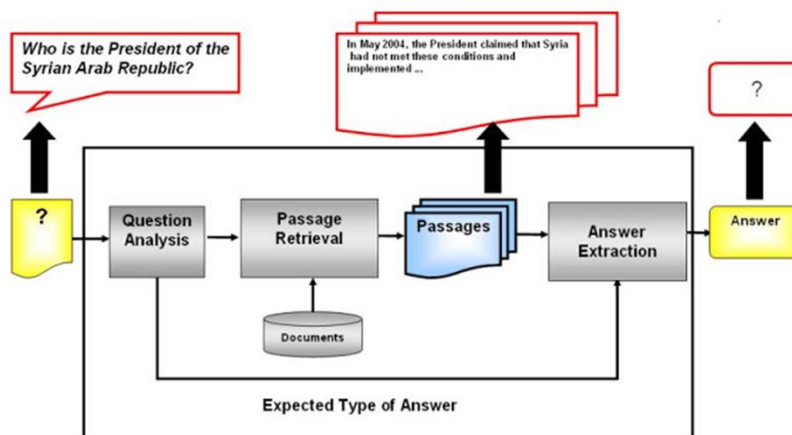 Who is the President of the
Syrian Arab Republic?
In May 2004, the President claimed that Syria
had not met these conditions and
implemented ...
?
?
Question
Analysis
Passage
Retrieval
Passages
Answer
Extraction
Answer
Documents
Expected Type of Answer